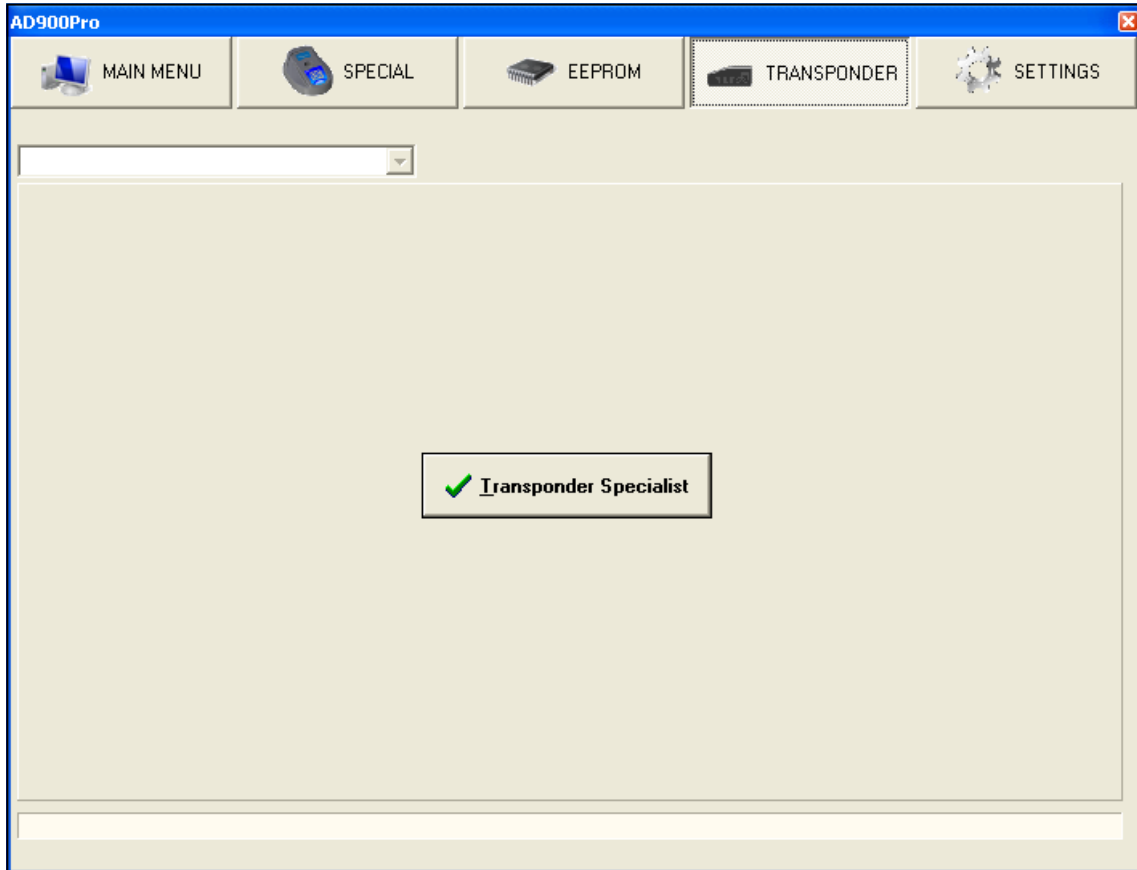 AD900Pro
MAIN MENU
SPECIAL
EEPROM
TRANSPONDER
SETTINGS
Transponder Specialist